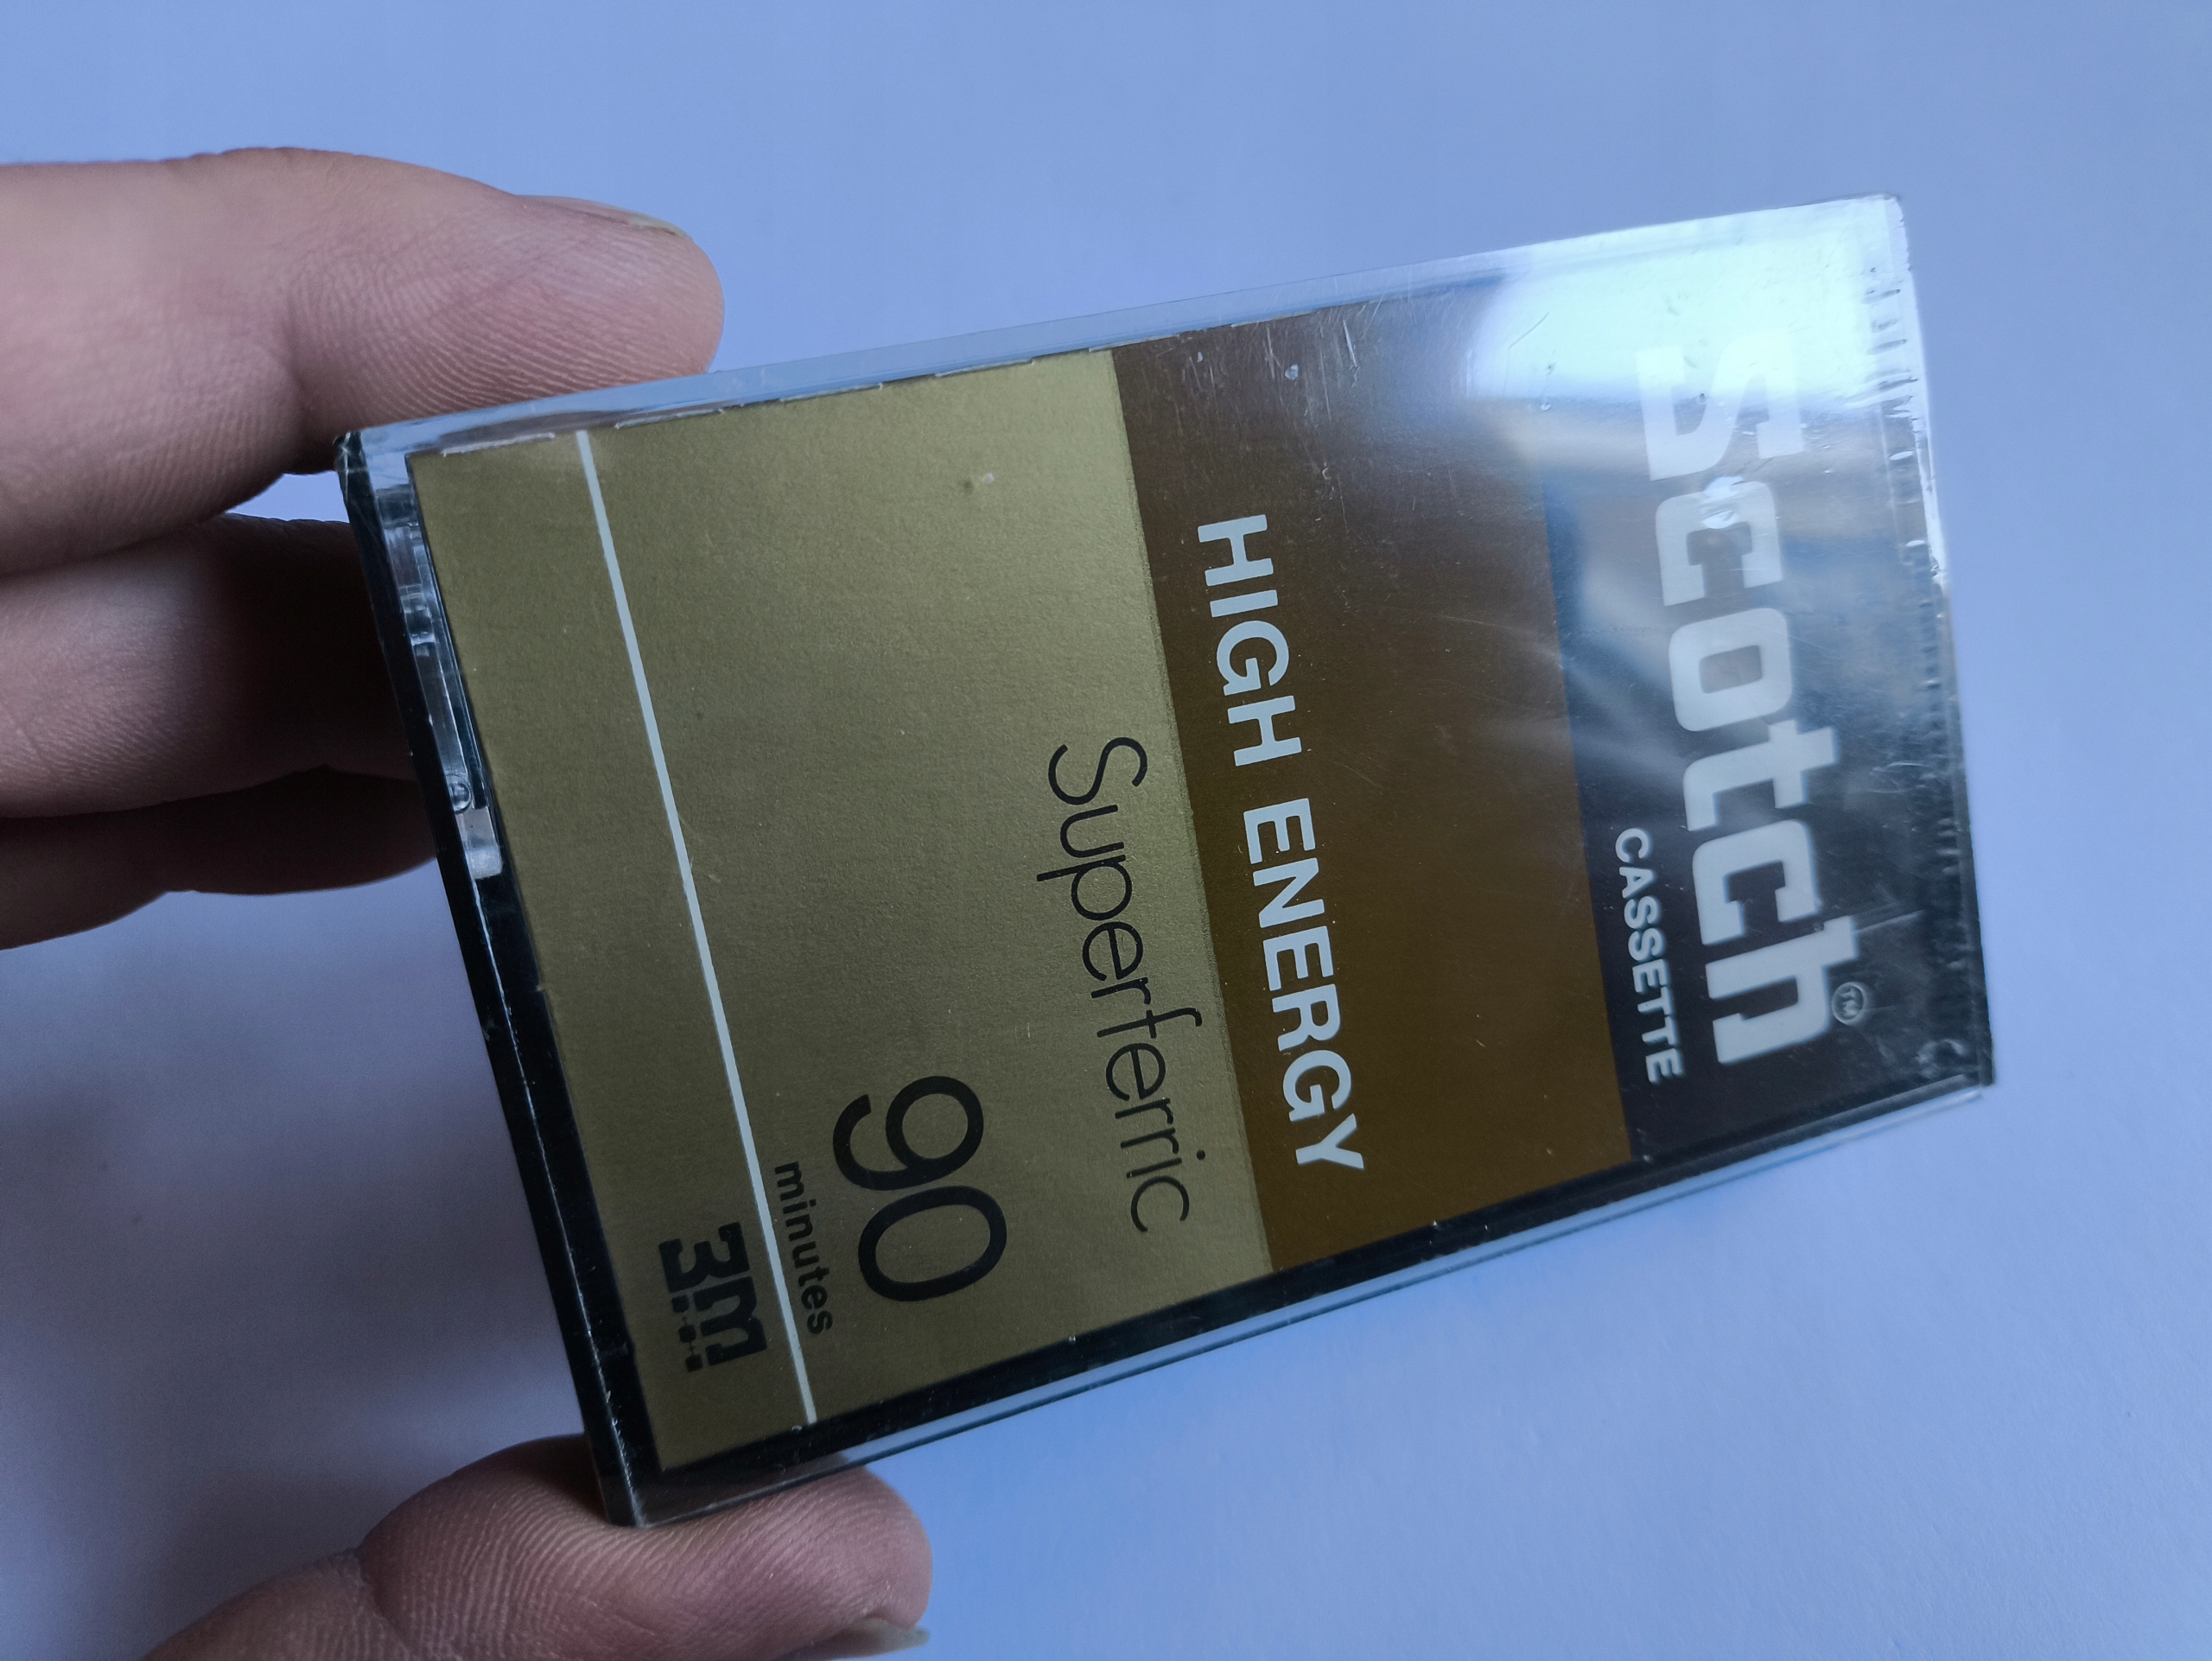 Scotch™
CASSETTE
HIGH ENERGY
Superferric
90
minutes
3M